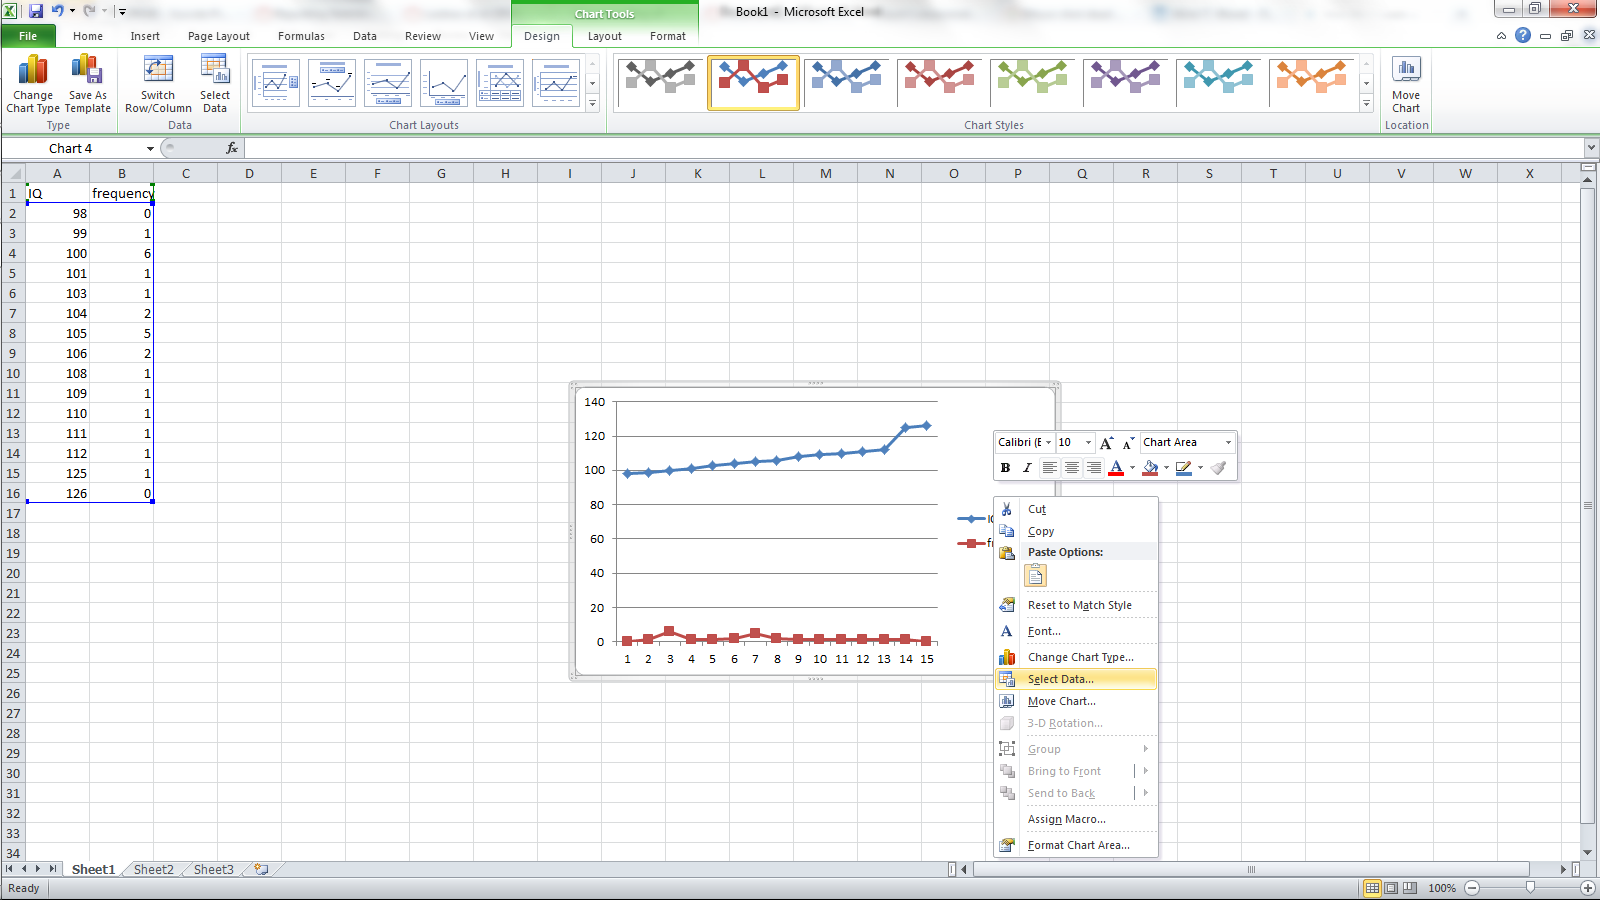 Chart Tools
Book1 - Microsoft Excel
File Home Insert Page Layout Formulas Data Review View Design Layout Format
Change Chart Type
Save As Template
Switch Row/Column
Select Data
Move Chart
Type Data Chart Layouts Chart Styles Location
Chart 4 fx
A B C D E F G H I J K L M N O P Q R S T U V W X
1 IQ frequency
2 98 0
3 99 1
4 100 6
5 101 1
6 103 1
7 104 2
8 105 5
9 106 2
10 108 1
11 109 1
12 110 1
13 111 1
14 112 1
15 125 1
16 126 0
17
18
19
20
21
22
23
24
25
26
27
28
29
30
31
32
33
34
140
120
100
80
60
40
20
0
1 2 3 4 5 6 7 8 9 10 11 12 13 14 15
Calibri (E 10 A A Chart Area
B I A
Cut
Copy
Paste Options:
Reset to Match Style
Font...
Change Chart Type...
Select Data...
Move Chart...
3-D Rotation...
Group
Bring to Front
Send to Back
Assign Macro...
Format Chart Area...
Sheet1 Sheet2 Sheet3
Ready 100%